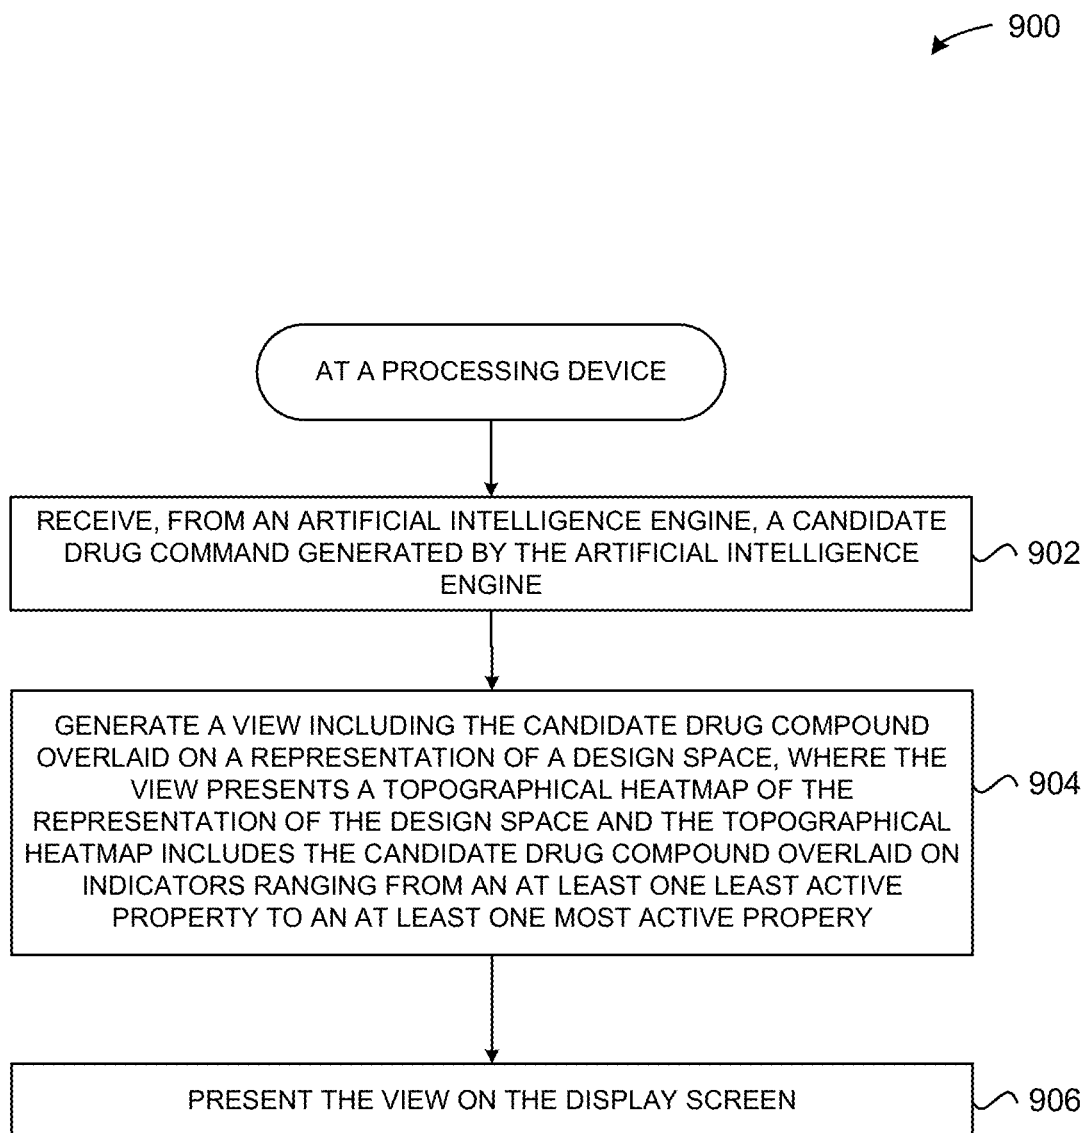 900
AT A PROCESSING DEVICE
RECEIVE, FROM AN ARTIFICIAL INTELLIGENCE ENGINE, A CANDIDATE
DRUG COMMAND GENERATED BY THE ARTIFICIAL INTELLIGENCE
ENGINE
902
GENERATE A VIEW INCLUDING THE CANDIDATE DRUG COMPOUND
OVERLAID ON A REPRESENTATION OF A DESIGN SPACE, WHERE THE
VIEW PRESENTS A TOPOGRAPHICAL HEATMAP OF THE
REPRESENTATION OF THE DESIGN SPACE AND THE TOPOGRAPHICAL
HEATMAP INCLUDES THE CANDIDATE DRUG COMPOUND OVERLAID ON
INDICATORS RANGING FROM AN AT LEAST ONE LEAST ACTIVE
PROPERTY TO AN AT LEAST ONE MOST ACTIVE PROPERY
904
PRESENT THE VIEW ON THE DISPLAY SCREEN
906